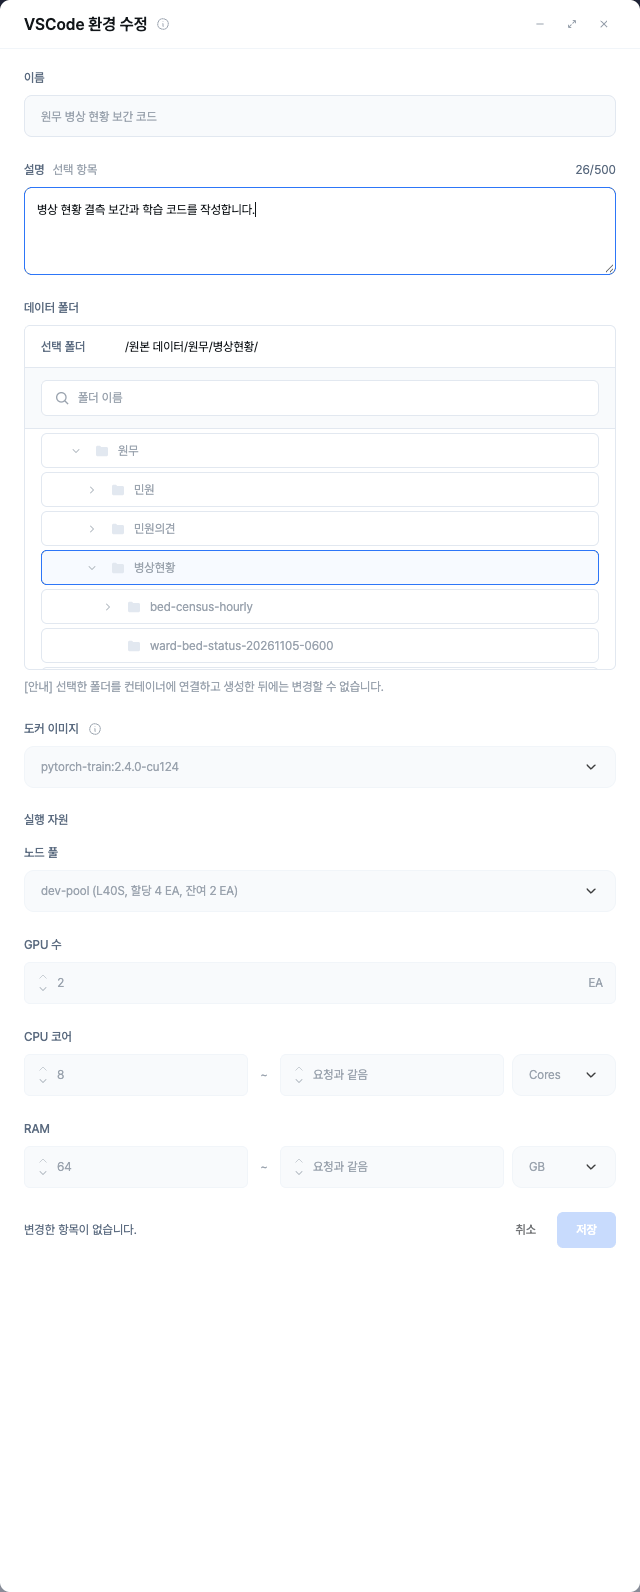 VSCode 환경 수정
이름
원무 병상 현황 보간 코드
설명 선택 항목 26/500
병상 현황 결측 보간과 학습 코드를 작성합니다.
데이터 폴더
선택 폴더 /원본 데이터/원무/병상현황/
폴더 이름
원무
민원
민원의견
병상현황
bed-census-hourly
ward-bed-status-20261105-0600
[안내] 선택한 폴더를 컨테이너에 연결하고 생성한 뒤에는 변경할 수 없습니다.
도커 이미지
pytorch-train:2.4.0-cu124
실행 자원
노드 풀
dev-pool (L40S, 할당 4 EA, 잔여 2 EA)
GPU 수
2 EA
CPU 코어
8 ~ 요청과 같음 Cores
RAM
64 ~ 요청과 같음 GB
변경한 항목이 없습니다. 취소 저장